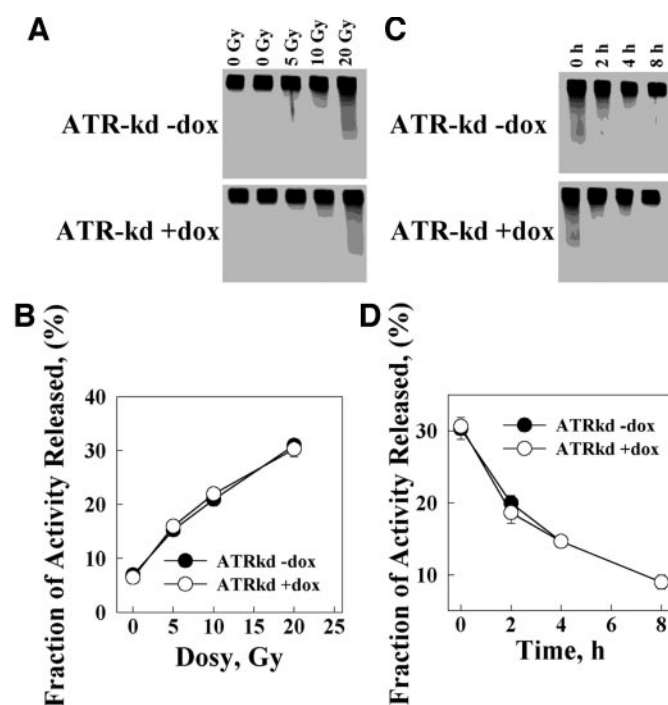 A
0 Gy
0 Gy
5 Gy
10 Gy
20 Gy
ATR-kd -dox
ATR-kd +dox
C
0 h
2 h
4 h
8 h
ATR-kd -dox
ATR-kd +dox
B
Fraction of Activity Released, (%)
40
30
20
10
0
ATRkd -dox
ATRkd +dox
0 5 10 15 20 25
Dosy, Gy
D
Fraction of Activity Released, (%)
30
20
10
ATRkd -dox
ATRkd +dox
0 2 4 6 8
Time, h